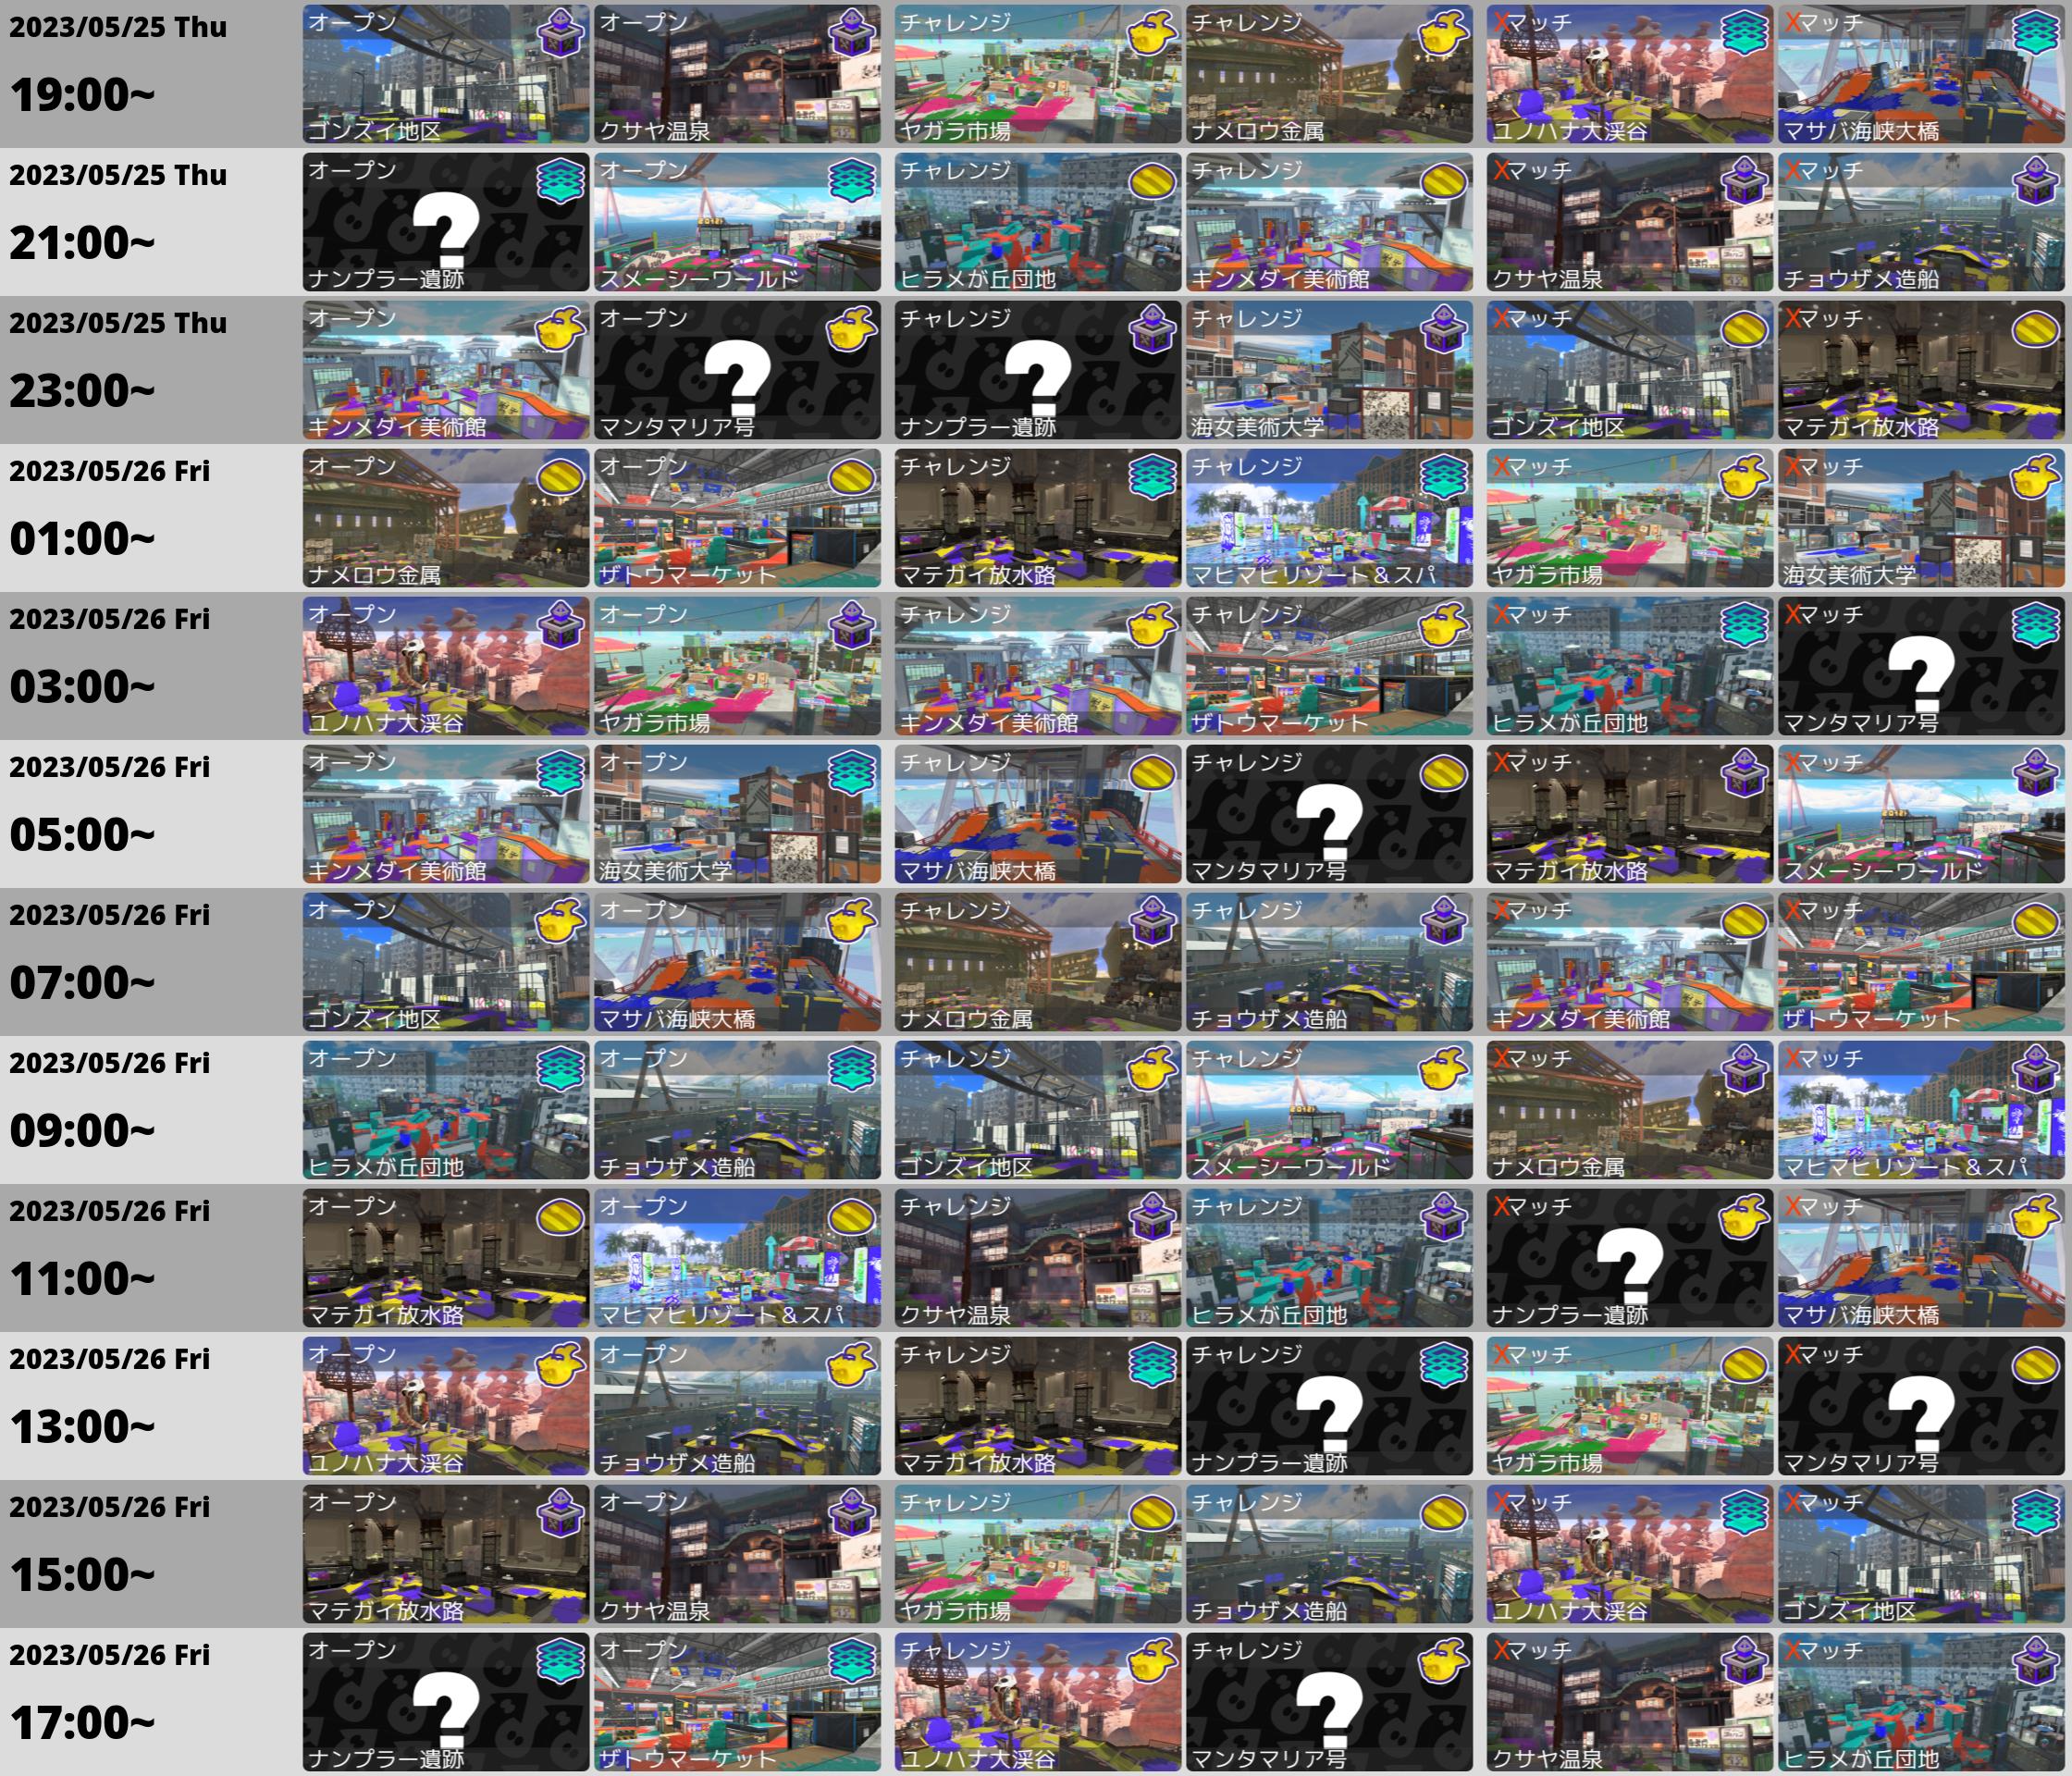 2023/05/25 Thu
19:00~
オープン オープン チャレンジ チャレンジ Xマッチ Xマッチ
ゴンズイ地区 クサヤ温泉 ヤガラ市場 ナメロウ金属 ユノハナ大渓谷 マサバ海峡大橋
2023/05/25 Thu
21:00~
オープン オープン チャレンジ チャレンジ Xマッチ Xマッチ
ナンプラー遺跡 スメーシーワールド ヒラメが丘団地 キンメダイ美術館 クサヤ温泉 チョウザメ造船
2023/05/25 Thu
23:00~
オープン オープン チャレンジ チャレンジ Xマッチ Xマッチ
キンメダイ美術館 マンタマリア号 ナンプラー遺跡 海女美術大学 ゴンズイ地区 マテガイ放水路
2023/05/26 Fri
01:00~
オープン オープン チャレンジ チャレンジ Xマッチ Xマッチ
ナメロウ金属 ザトウマーケット マテガイ放水路 マヒマヒリゾート&スパ ヤガラ市場 海女美術大学
2023/05/26 Fri
03:00~
オープン オープン チャレンジ チャレンジ Xマッチ Xマッチ
ユノハナ大渓谷 ヤガラ市場 キンメダイ美術館 ザトウマーケット ヒラメが丘団地 マンタマリア号
2023/05/26 Fri
05:00~
オープン オープン チャレンジ チャレンジ Xマッチ Xマッチ
キンメダイ美術館 海女美術大学 マサバ海峡大橋 マンタマリア号 マテガイ放水路 スメーシーワールド
2023/05/26 Fri
07:00~
オープン オープン チャレンジ チャレンジ Xマッチ Xマッチ
ゴンズイ地区 マサバ海峡大橋 ナメロウ金属 チョウザメ造船 キンメダイ美術館 ザトウマーケット
2023/05/26 Fri
09:00~
オープン オープン チャレンジ チャレンジ Xマッチ Xマッチ
ヒラメが丘団地 チョウザメ造船 ゴンズイ地区 スメーシーワールド ナメロウ金属 マヒマヒリゾート&スパ
2023/05/26 Fri
11:00~
オープン オープン チャレンジ チャレンジ Xマッチ Xマッチ
マテガイ放水路 マヒマヒリゾート&スパ クサヤ温泉 ヒラメが丘団地 ナンプラー遺跡 マサバ海峡大橋
2023/05/26 Fri
13:00~
オープン オープン チャレンジ チャレンジ Xマッチ Xマッチ
ユノハナ大渓谷 チョウザメ造船 マテガイ放水路 ナンプラー遺跡 ヤガラ市場 マンタマリア号
2023/05/26 Fri
15:00~
オープン オープン チャレンジ チャレンジ Xマッチ Xマッチ
マテガイ放水路 クサヤ温泉 ヤガラ市場 チョウザメ造船 ユノハナ大渓谷 ゴンズイ地区
2023/05/26 Fri
17:00~
オープン オープン チャレンジ チャレンジ Xマッチ Xマッチ
ナンプラー遺跡 ザトウマーケット ユノハナ大渓谷 マンタマリア号 クサヤ温泉 ヒラメが丘団地